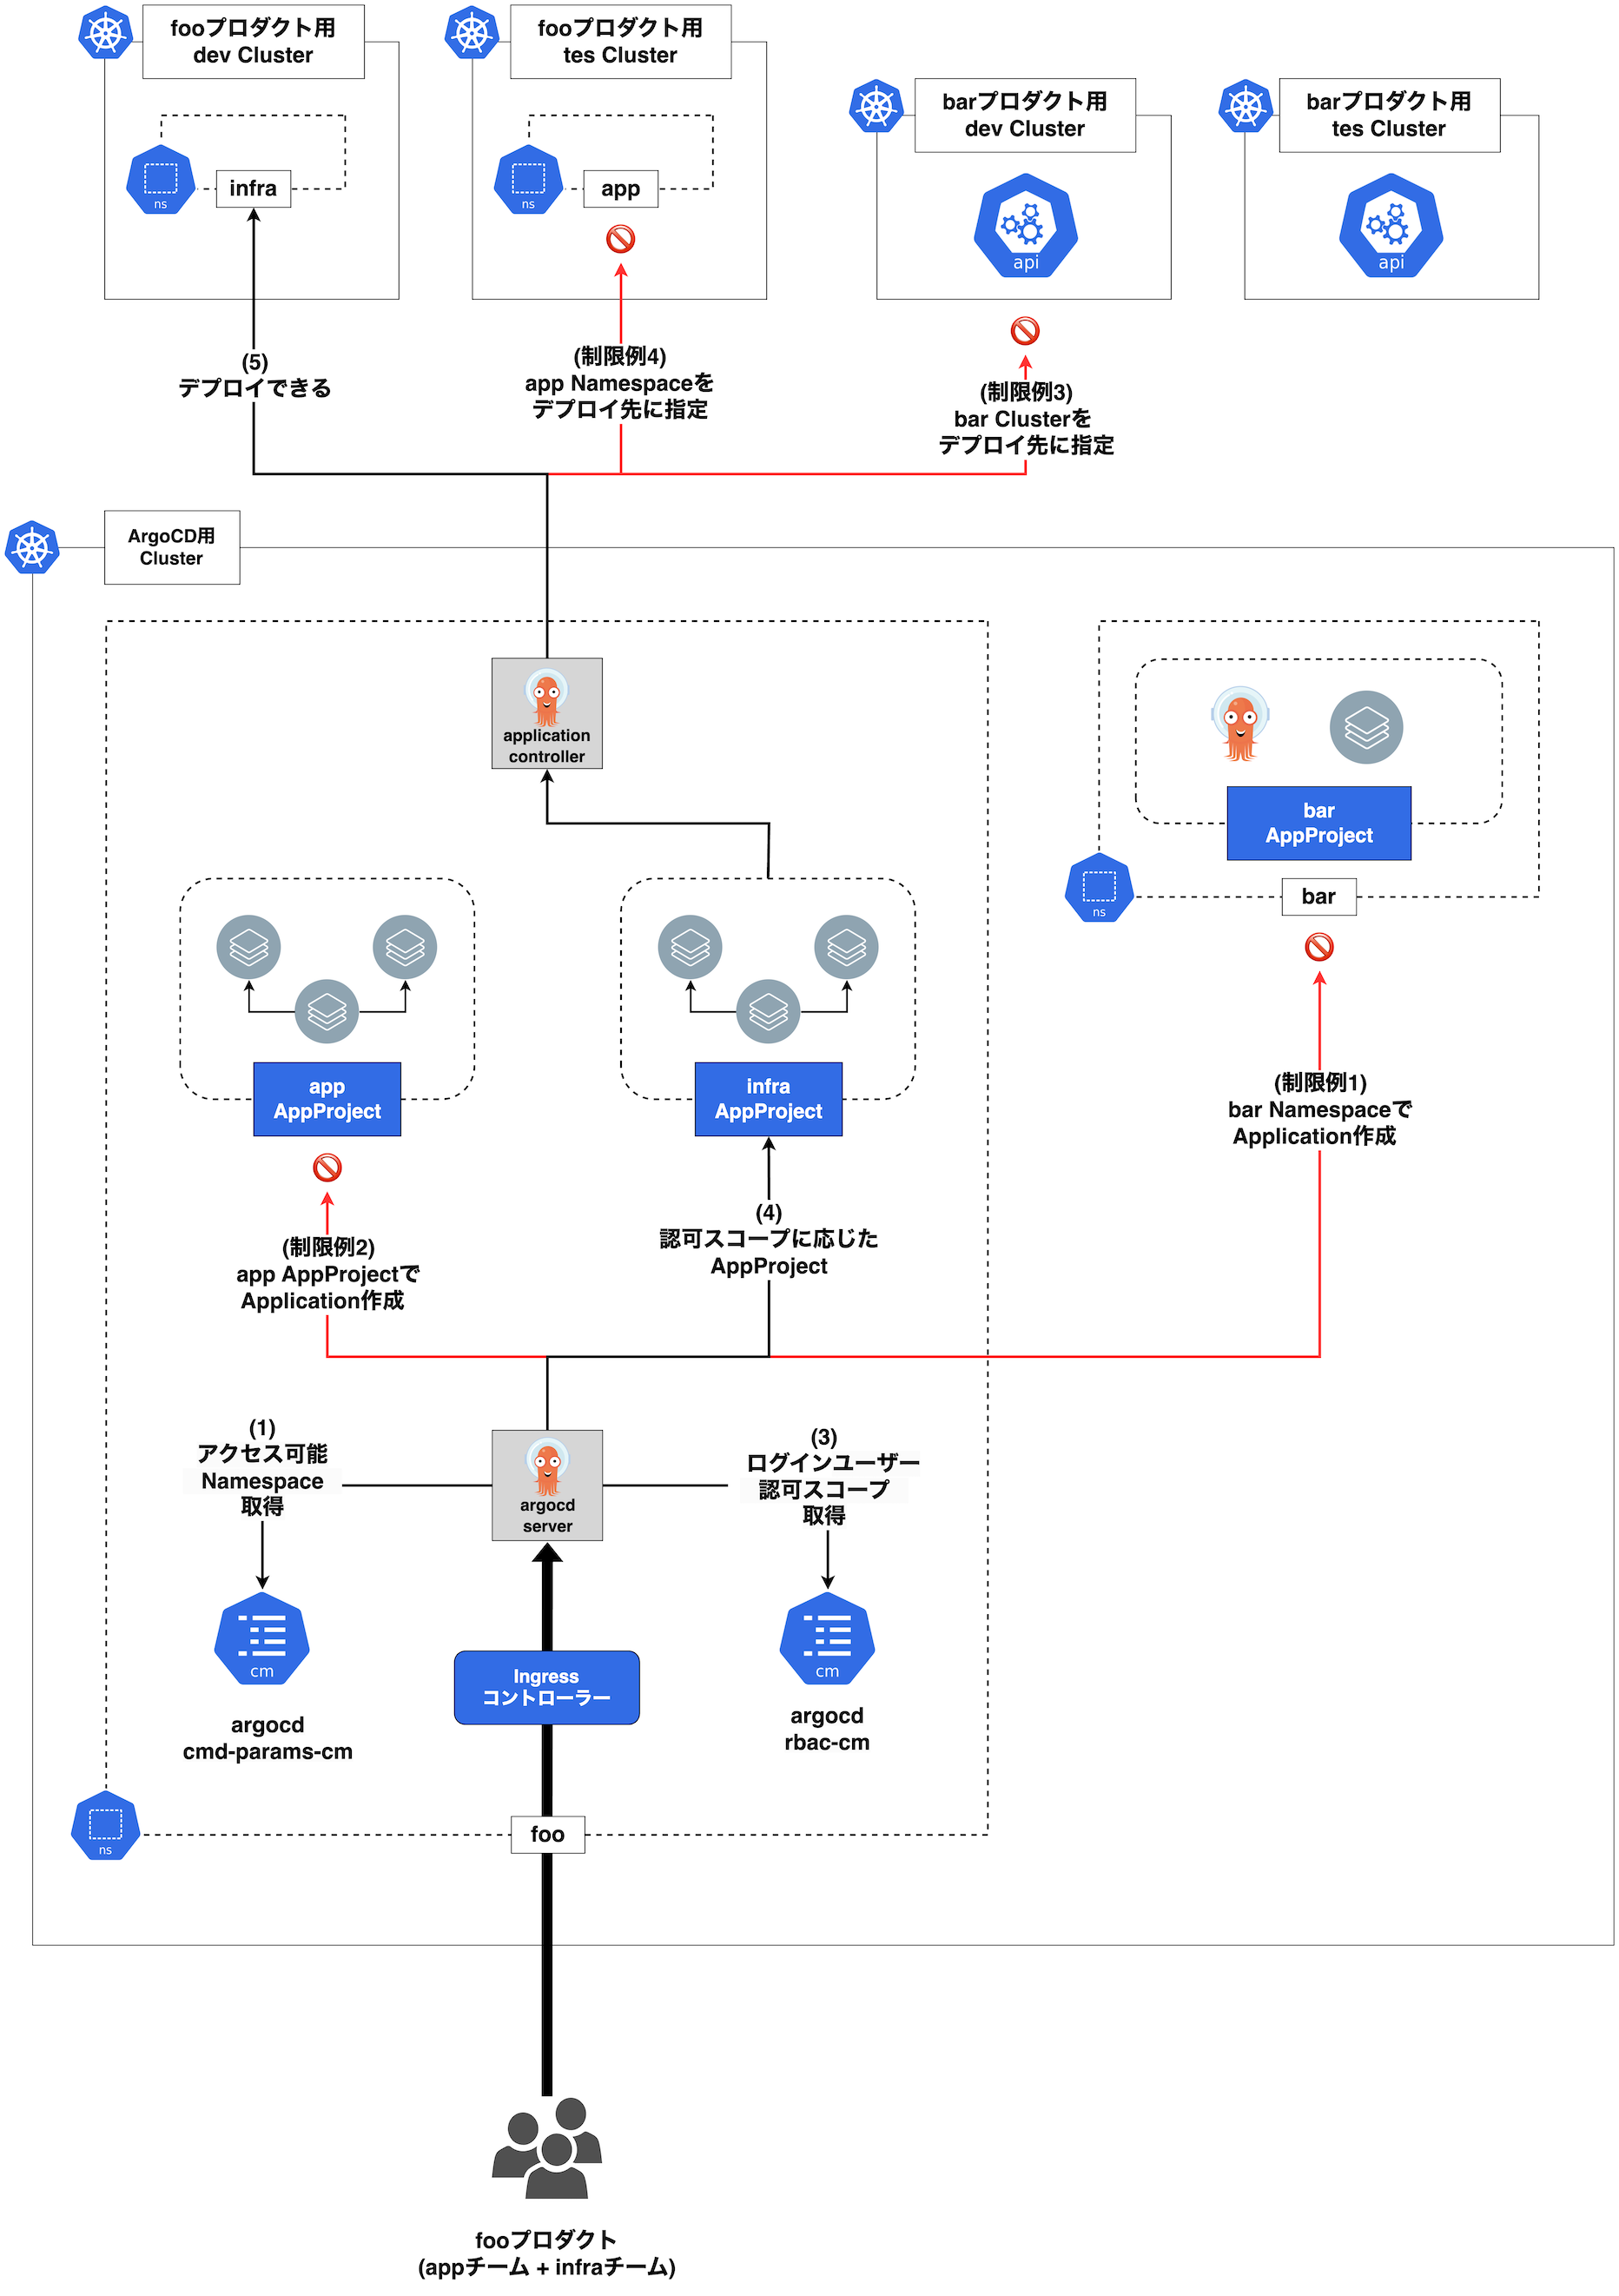 fooプロダクト用
dev Cluster
fooプロダクト用
tes Cluster
barプロダクト用
dev Cluster
barプロダクト用
tes Cluster
ns
infra
ns
app
api
api
(5)
デプロイできる
(制限例4)
app Namespaceを
デプロイ先に指定
(制限例3)
bar Clusterを
デプロイ先に指定
ArgoCD用
Cluster
application
controller
bar
AppProject
ns
bar
app
AppProject
infra
AppProject
(制限例1)
bar Namespaceで
Application作成
(制限例2)
app AppProjectで
Application作成
(4)
認可スコープに応じた
AppProject
(1)
アクセス可能
Namespace
取得
argocd
server
(3)
ログインユーザー
認可スコープ
取得
cm
argocd
cmd-params-cm
Ingress
コントローラー
cm
argocd
rbac-cm
ns
foo
fooプロダクト
(appチーム + infraチーム)